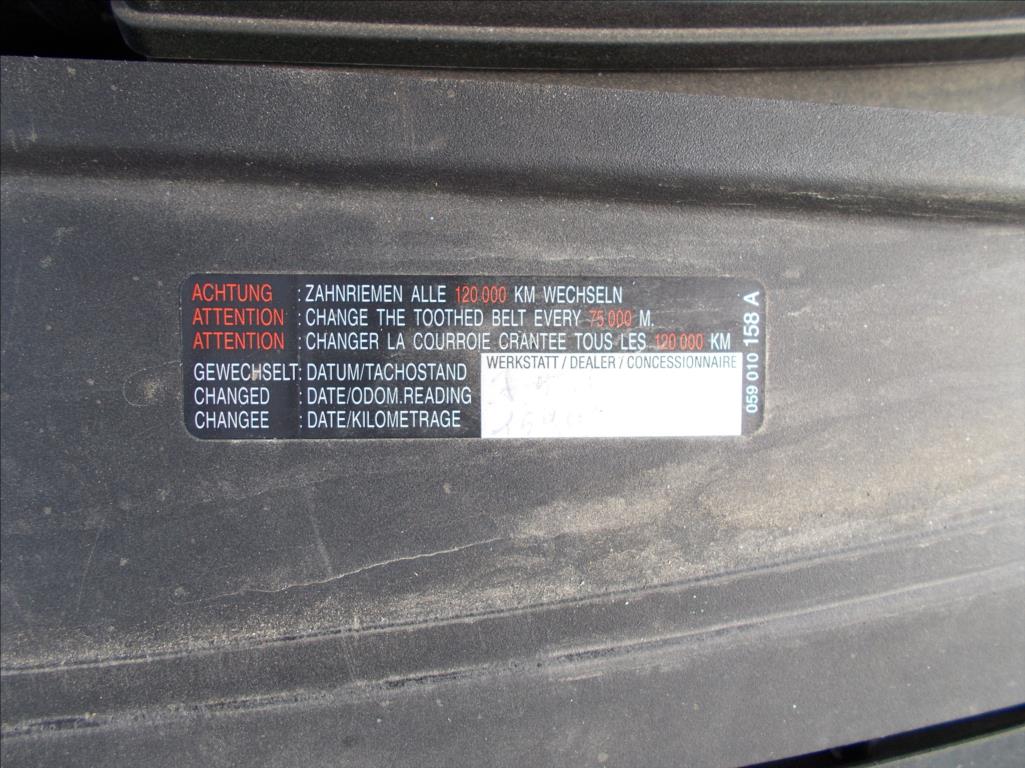 ACHTUNG : ZAHNRIEMEN ALLE 120 000 KM WECHSELN
ATTENTION : CHANGE THE TOOTHED BELT EVERY 75 000 M.
ATTENTION : CHANGER LA COURROIE CRANTEE TOUS LES 120 000 KM
WERKSTATT / DEALER / CONCESSIONNAIRE
GEWECHSELT: DATUM/TACHOSTAND
CHANGED : DATE/ODOM.READING
CHANGEE : DATE/KILOMETRAGE
059 010 158 A